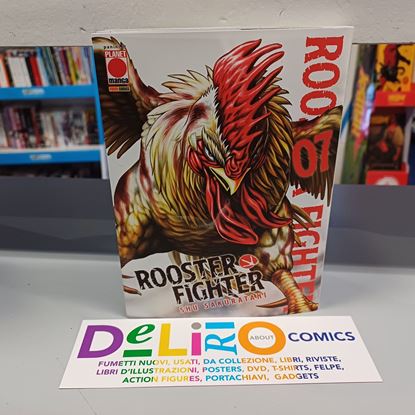 PLANET
manga
ROOSTER FIGHTER
07
ROOSTER
FIGHTER
SHU SAKURATANI
DeLiRiO ABOUT COMICS
FUMETTI NUOVI, USATI, DA COLLEZIONE, LIBRI, RIVISTE,
LIBRI D'ILLUSTRAZIONI, POSTERS, DVD, T-SHIRTS, FELPE,
ACTION FIGURES, PORTACHIAVI, GADGETS